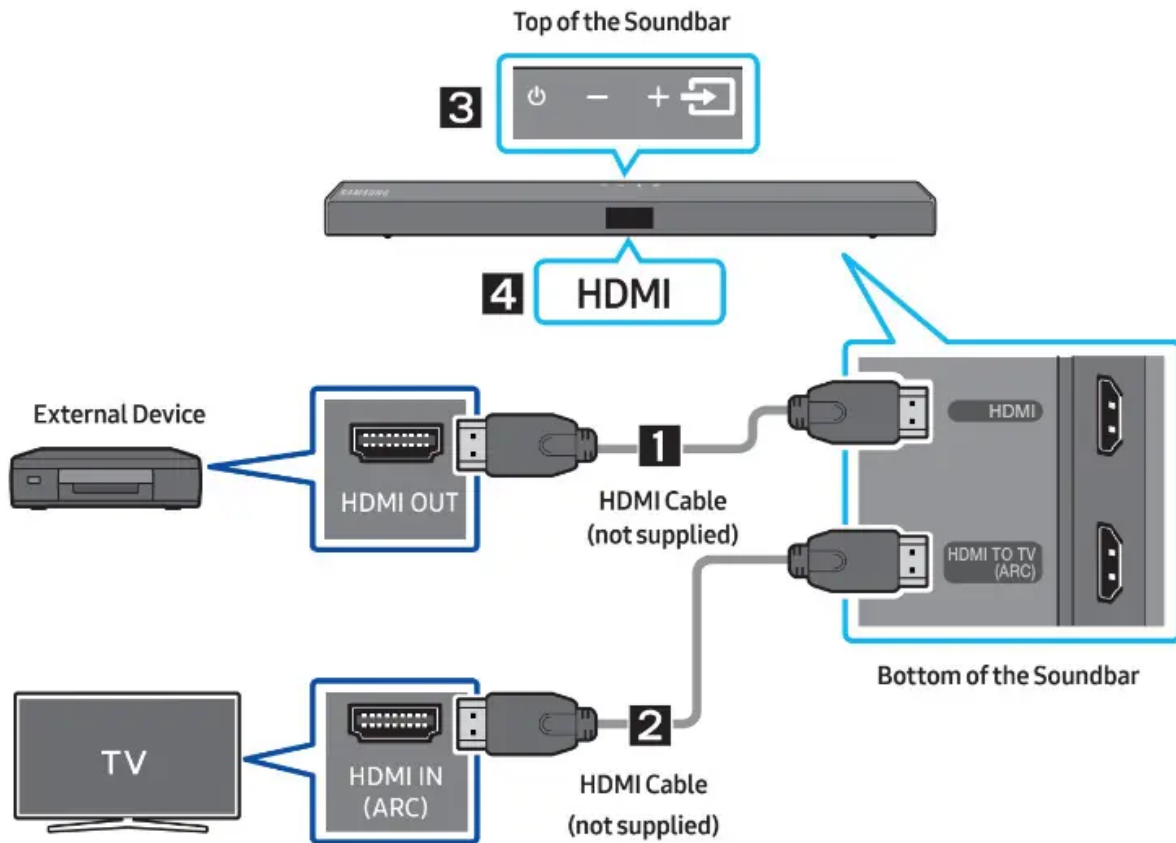 Top of the Soundbar
3
SAMSUNG
4
HDMI
External Device
HDMI OUT
1
HDMI Cable
(not supplied)
HDMI
HDMI TO TV
(ARC)
Bottom of the Soundbar
TV
HDMI IN
(ARC)
2
HDMI Cable
(not supplied)